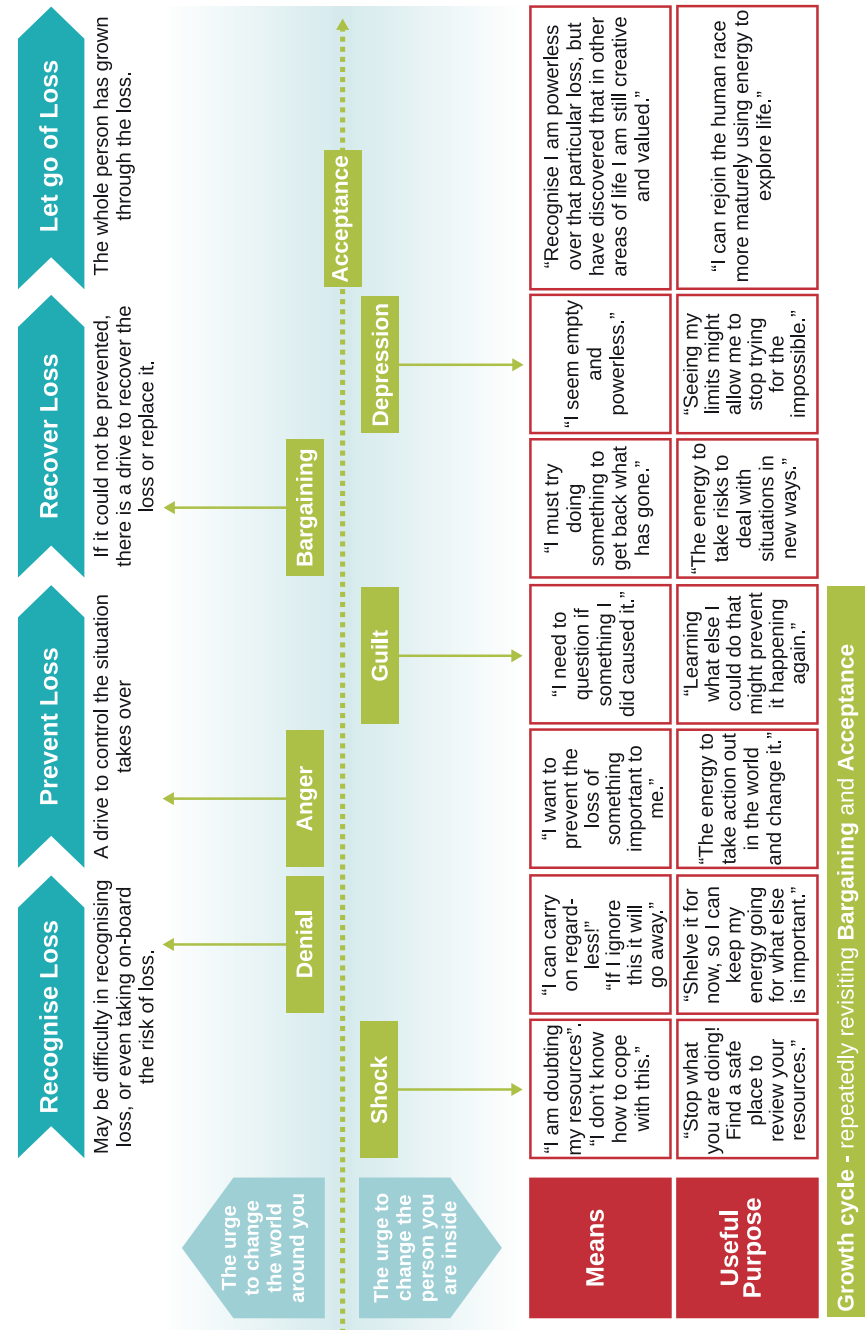 Recognise Loss
May be difficulty in recognising
loss, or even taking on-board
the risk of loss.
Prevent Loss
A drive to control the situation
takes over
Recover Loss
If it could not be prevented,
there is a drive to recover the
loss or replace it.
Let go of Loss
The whole person has grown
through the loss.
The urge
to change
the world
around you
Denial
Anger
Bargaining
Acceptance
The urge to
change the
person you
are inside
Shock
Guilt
Depression
Means
“I am doubting
my resources”.
“I don’t know
how to cope
with this.”
“I can carry
on regard-
less!”
“If I ignore
this it will
go away.”
“I want to
prevent the
loss of
something
important to
me.”
“I need to
question if
something I
did caused it.”
“I must try
doing
something to
get back what
has gone.”
“I seem empty
and
powerless.”
“Recognise I am powerless
over that particular loss, but
have discovered that in other
areas of life I am still creative
and valued.”
Useful
Purpose
“Stop what
you are doing!
Find a safe
place to
review your
resources.”
“Shelve it for
now, so I can
keep my
energy going
for what else
is important.”
“The energy to
take action out
in the world
and change it.”
“Learning
what else I
could do that
might prevent
it happening
again.”
“The energy to
take risks to
deal with
situations in
new ways.”
“Seeing my
limits might
allow me to
stop trying
for the
impossible.”
“I can rejoin the human race
more maturely using energy to
explore life.”
Growth cycle - repeatedly revisiting Bargaining and Acceptance